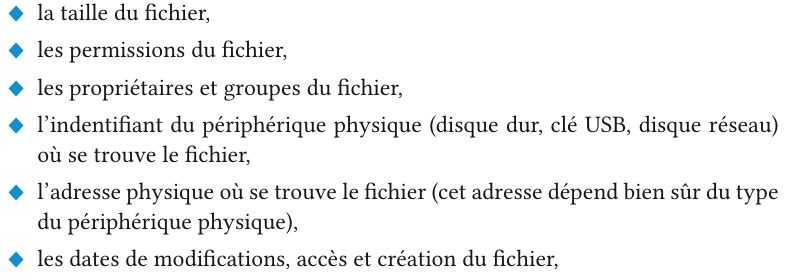 ◆ la taille du fichier,
◆ les permissions du fichier,
◆ les propriétaires et groupes du fichier,
◆ l’indentifiant du périphérique physique (disque dur, clé USB, disque réseau)
où se trouve le fichier,
◆ l’adresse physique où se trouve le fichier (cet adresse dépend bien sûr du type
du périphérique physique),
◆ les dates de modifications, accès et création du fichier,